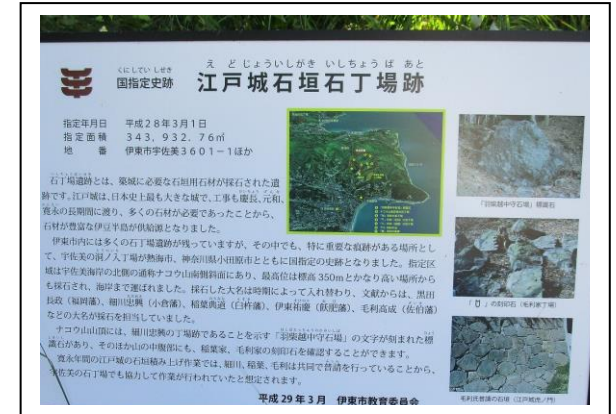 くにしていしせき
国指定史跡
えどじょういしがき いしちょうば あと
江戸城石垣石丁場跡
指定年月日 平成28年3月1日
指定面積 343,932.76㎡
地番 伊東市宇佐美3601-1ほか
石丁場遺跡とは、築城に必要な石垣用石材が採石された遺
跡です。江戸城は、日本史上最も大きな城で、工事も慶長、元和、
寛永の長期間に渡り、多くの石材が必要であったことから、
石材が豊富な伊豆半島が供給源となりました。
伊東市内には多くの石丁場遺跡が残っていますが、その中でも、特に重要な痕跡がある場所とし
て、宇佐美の洞ノ入丁場が熱海市、神奈川県小田原市とともに国指定の史跡となりました。指定区
域は宇佐美海岸の北側の通称ナコウ山南側斜面にあり、最高位は標高350mとかなり高い場所から
も採石され、海岸まで運ばれました。採石した大名は時期によって入れ替わり、文献からは、黒田
長政(福岡藩)、細川忠興(小倉藩)、稲葉典通(臼杵藩)、伊東祐慶(飫肥藩)、毛利高成(佐伯藩)
などの大名が採石を担当していました。
ナコウ山山頂には、細川忠興の丁場跡であることを示す「羽柴越中守石場」の文字が刻まれた標
識石があり、そのほか山の中腹部にも、稲葉家、毛利家の刻印石を確認することができます。
寛永年間の江戸城の石垣積み上げ作業では、細川、稲葉、毛利は共同で普請を行っていることから、
宇佐美の石丁場でも協力して作業が行われていたと想定されます。
平成29年3月 伊東市教育委員会
「羽柴越中守石場」標識石
の刻印石(毛利家丁場)
毛利氏普請の石垣(江戸城虎ノ門)